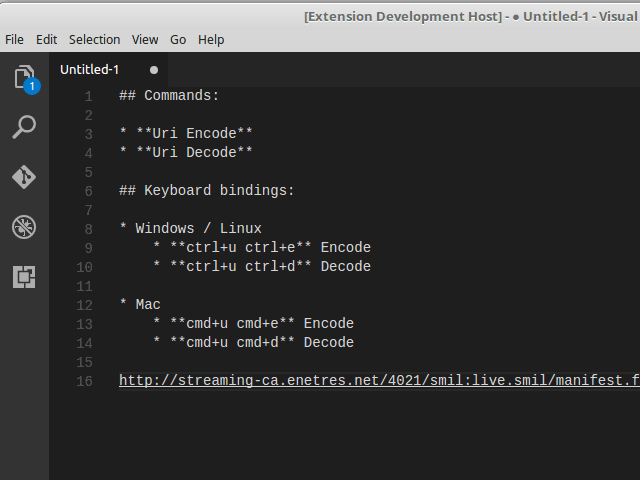 [Extension Development Host] - ● Untitled-1 - Visual
File Edit Selection View Go Help
Untitled-1 ●
1
1 ## Commands:
2
3 * **Uri Encode**
4 * **Uri Decode**
5
6 ## Keyboard bindings:
7
8 * Windows / Linux
9 * **ctrl+u ctrl+e** Encode
10 * **ctrl+u ctrl+d** Decode
11
12 * Mac
13 * **cmd+u cmd+e** Encode
14 * **cmd+u cmd+d** Decode
15
16 http://streaming-ca.enetres.net/4021/smil:live.smil/manifest.f